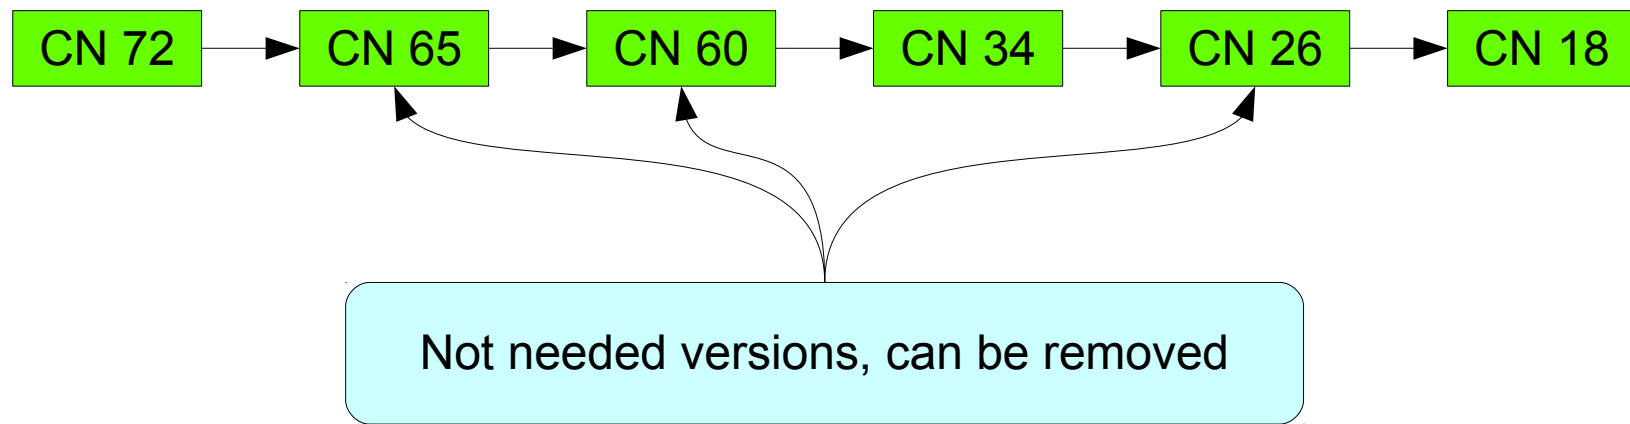 CN 72
CN 65
CN 60
CN 34
CN 26
CN 18
Not needed versions, can be removed